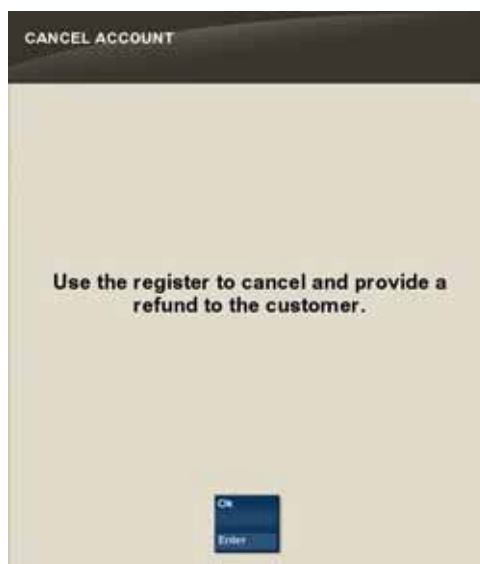 CANCEL ACCOUNT
Use the register to cancel and provide a
refund to the customer.
Ok
Enter